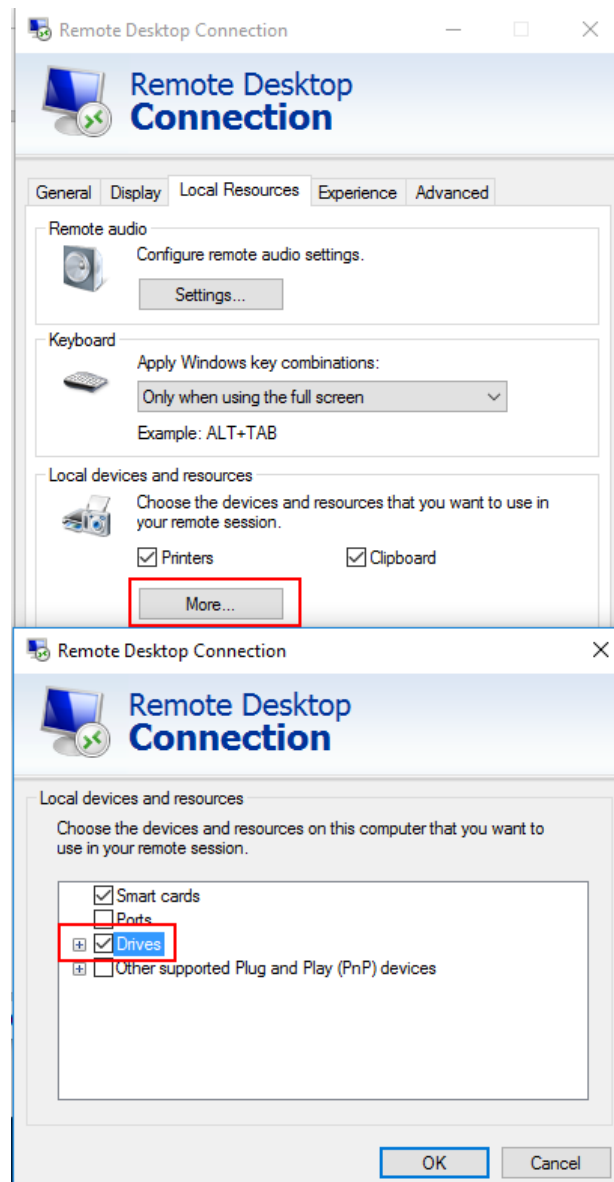 Remote Desktop Connection
Remote Desktop
Connection
General Display Local Resources Experience Advanced
Remote audio
Configure remote audio settings.
Settings...
Keyboard
Apply Windows key combinations:
Only when using the full screen
Example: ALT+TAB
Local devices and resources
Choose the devices and resources that you want to use in
your remote session.
Printers Clipboard
More...
Remote Desktop Connection
Remote Desktop
Connection
Local devices and resources
Choose the devices and resources on this computer that you want to
use in your remote session.
Smart cards
Ports
Drives
Other supported Plug and Play (PnP) devices
OK Cancel